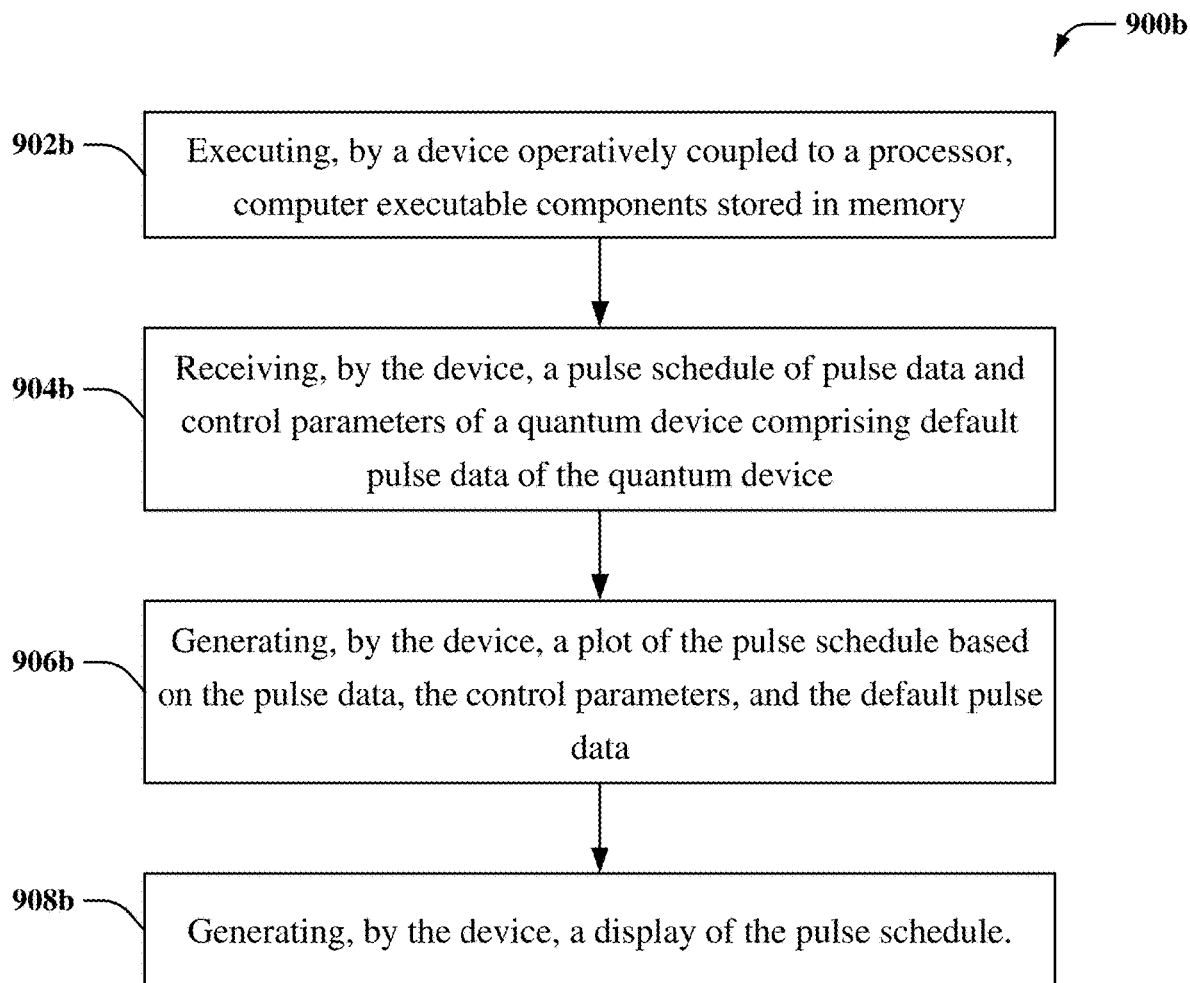 900b
902b
Executing, by a device operatively coupled to a processor,
computer executable components stored in memory
904b
Receiving, by the device, a pulse schedule of pulse data and
control parameters of a quantum device comprising default
pulse data of the quantum device
906b
Generating, by the device, a plot of the pulse schedule based
on the pulse data, the control parameters, and the default pulse
data
908b
Generating, by the device, a display of the pulse schedule.